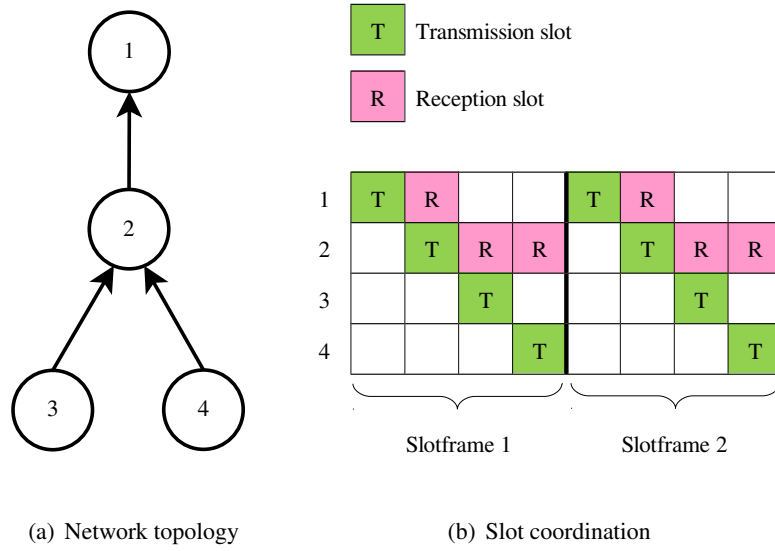 1
2
3 4
(a) Network topology
T Transmission slot
R Reception slot
1 T R T R
2 T R R T R R
3 T T
4 T T
Slotframe 1 Slotframe 2
(b) Slot coordination